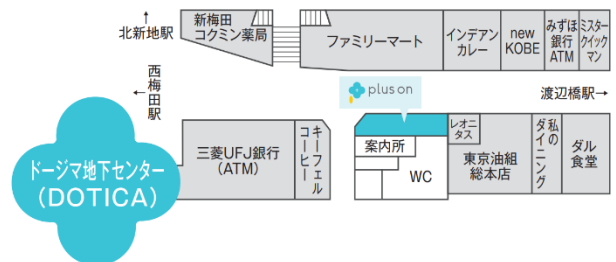 ↑
北新地駅
新梅田
コクミン薬局
ファミリーマート
インデアン
カレー
new
KOBE
みずほ
銀行
ATM
ミスター
クイック
マン
←
西梅田駅
plus on
渡辺橋駅→
ドージマ地下センター
(DOTICA)
三菱UFJ銀行
(ATM)
キーフェル
コーヒー
案内所
WC
レオニ
タス
東京油組
総本店
私の
ダイニング
ダル
食堂